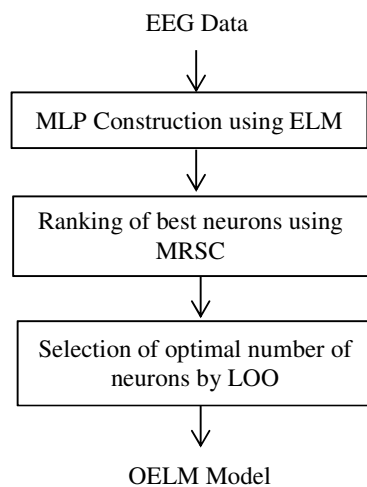 EEG Data
MLP Construction using ELM
Ranking of best neurons using
MRSC
Selection of optimal number of
neurons by LOO
OELM Model